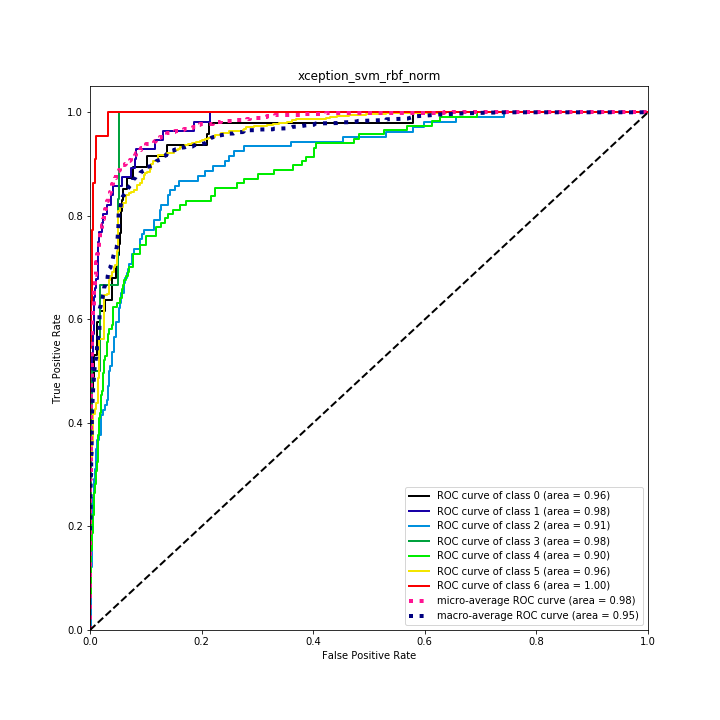 xception_svm_rbf_norm
True Positive Rate
1.0
0.8
0.6
0.4
0.2
0.0
ROC curve of class 0 (area = 0.96)
ROC curve of class 1 (area = 0.98)
ROC curve of class 2 (area = 0.91)
ROC curve of class 3 (area = 0.98)
ROC curve of class 4 (area = 0.90)
ROC curve of class 5 (area = 0.96)
ROC curve of class 6 (area = 1.00)
micro-average ROC curve (area = 0.98)
macro-average ROC curve (area = 0.95)
0.0 0.2 0.4 0.6 0.8 1.0
False Positive Rate